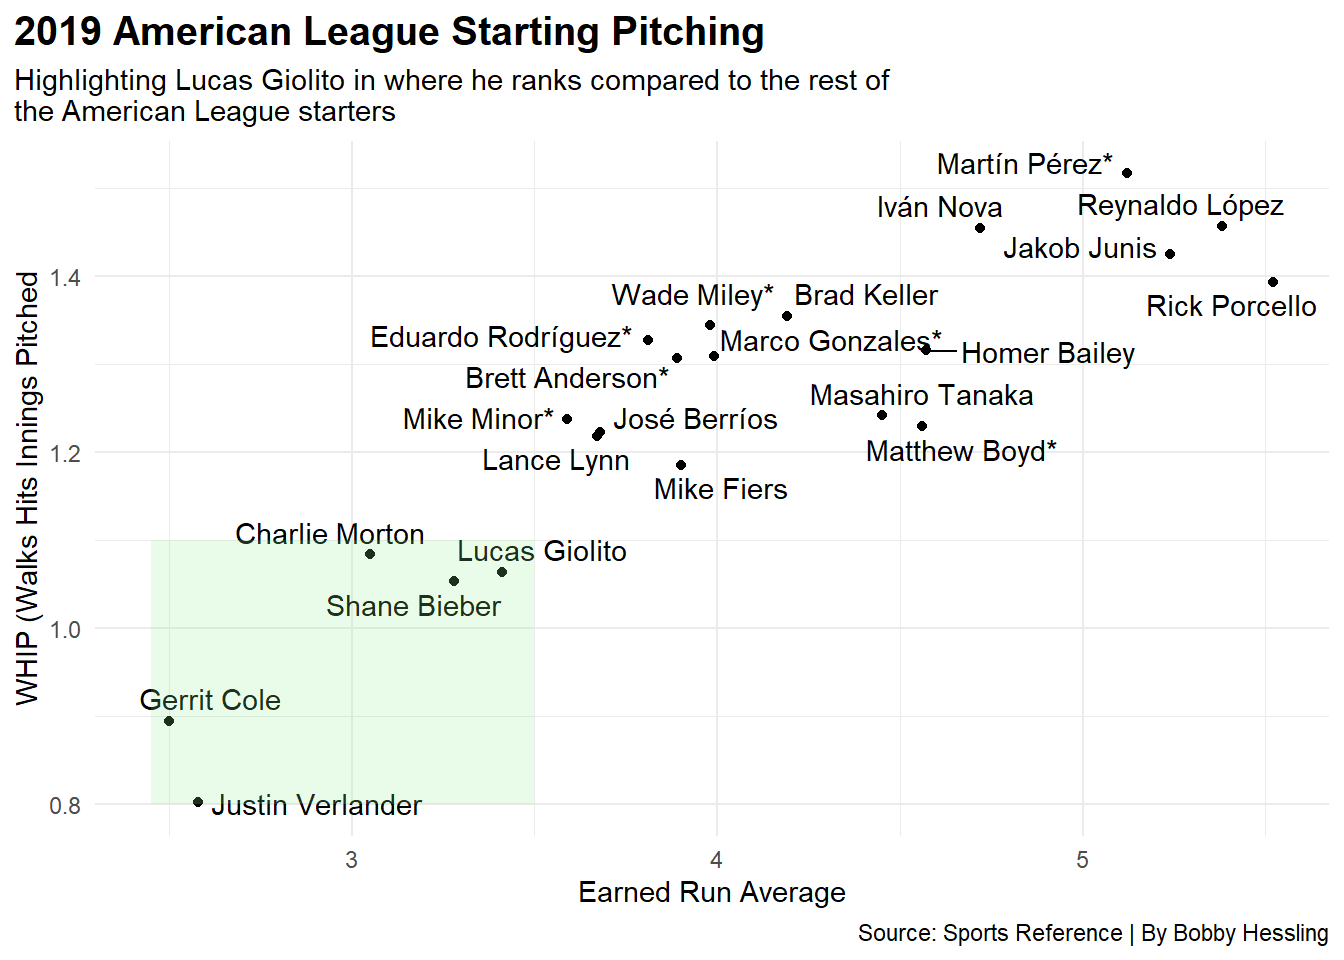 2019 American League Starting Pitching
Highlighting Lucas Giolito in where he ranks compared to the rest of
the American League starters
WHIP (Walks Hits Innings Pitched
1.4
1.2
1.0
0.8
Martín Pérez*
Iván Nova
Reynaldo López
Jakob Junis
Wade Miley*
Brad Keller
Rick Porcello
Eduardo Rodríguez*
Marco Gonzales*
Homer Bailey
Brett Anderson*
Masahiro Tanaka
Mike Minor*
José Berríos
Matthew Boyd*
Lance Lynn
Mike Fiers
Charlie Morton
Lucas Giolito
Shane Bieber
Gerrit Cole
Justin Verlander
3
4
5
Earned Run Average
Source: Sports Reference | By Bobby Hessling